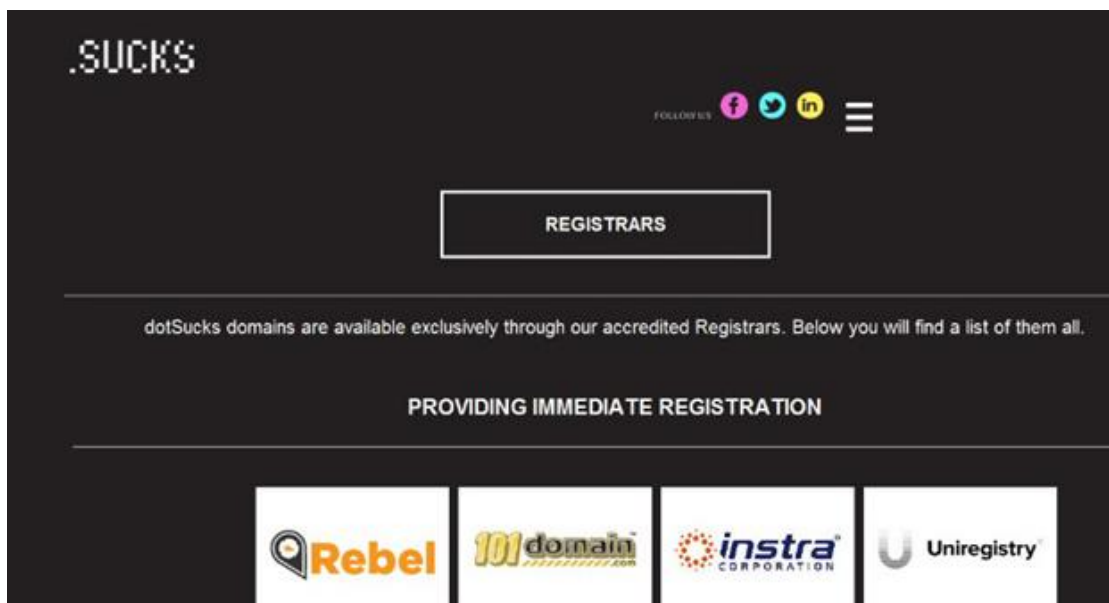 .SUCKS
FOLLOW US
REGISTRARS
dotSucks domains are available exclusively through our accredited Registrars. Below you will find a list of them all.
PROVIDING IMMEDIATE REGISTRATION
Rebel
101domain™
.com
instra®
CORPORATION
Uniregistry